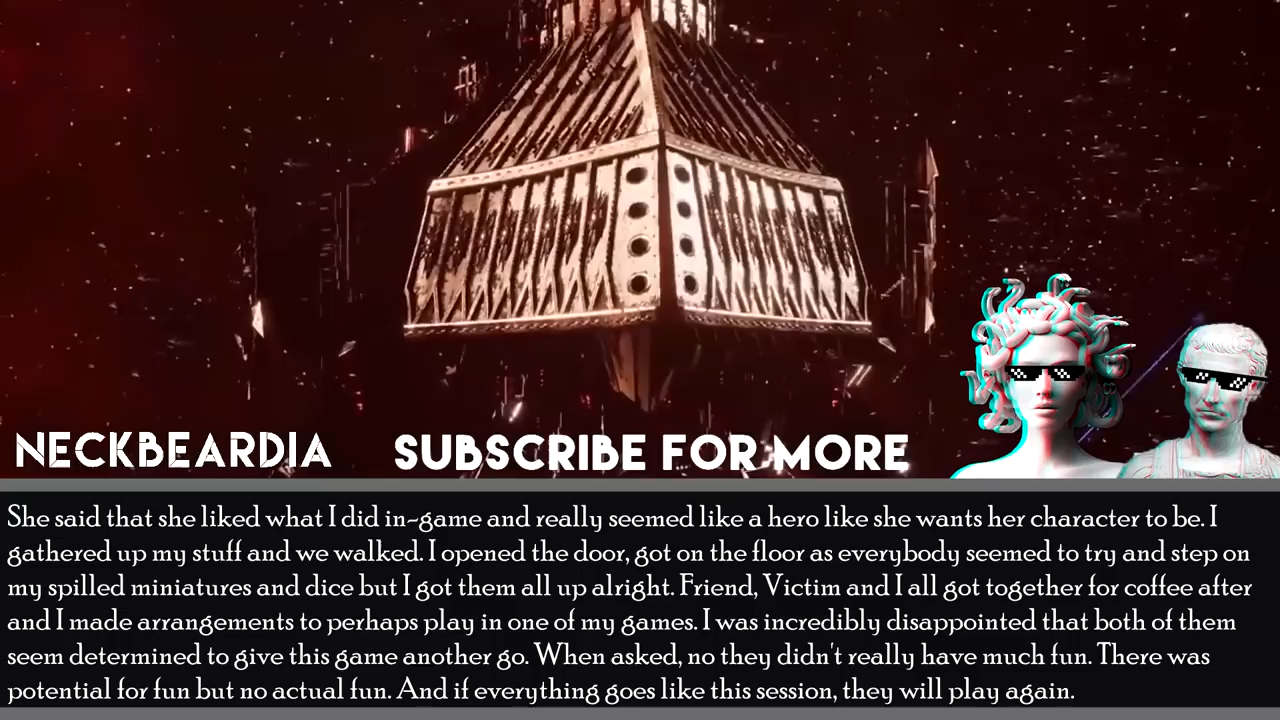 NECKBEARDIA
SUBSCRIBE FOR MORE
She said that she liked what I did in-game and really seemed like a hero like she wants her character to be. I
gathered up my stuff and we walked. I opened the door, got on the floor as everybody seemed to try and step on
my spilled miniatures and dice but I got them all up alright. Friend, Victim and I all got together for coffee after
and I made arrangements to perhaps play in one of my games. I was incredibly disappointed that both of them
seem determined to give this game another go. When asked, no they didn't really have much fun. There was
potential for fun but no actual fun. And if everything goes like this session, they will play again.